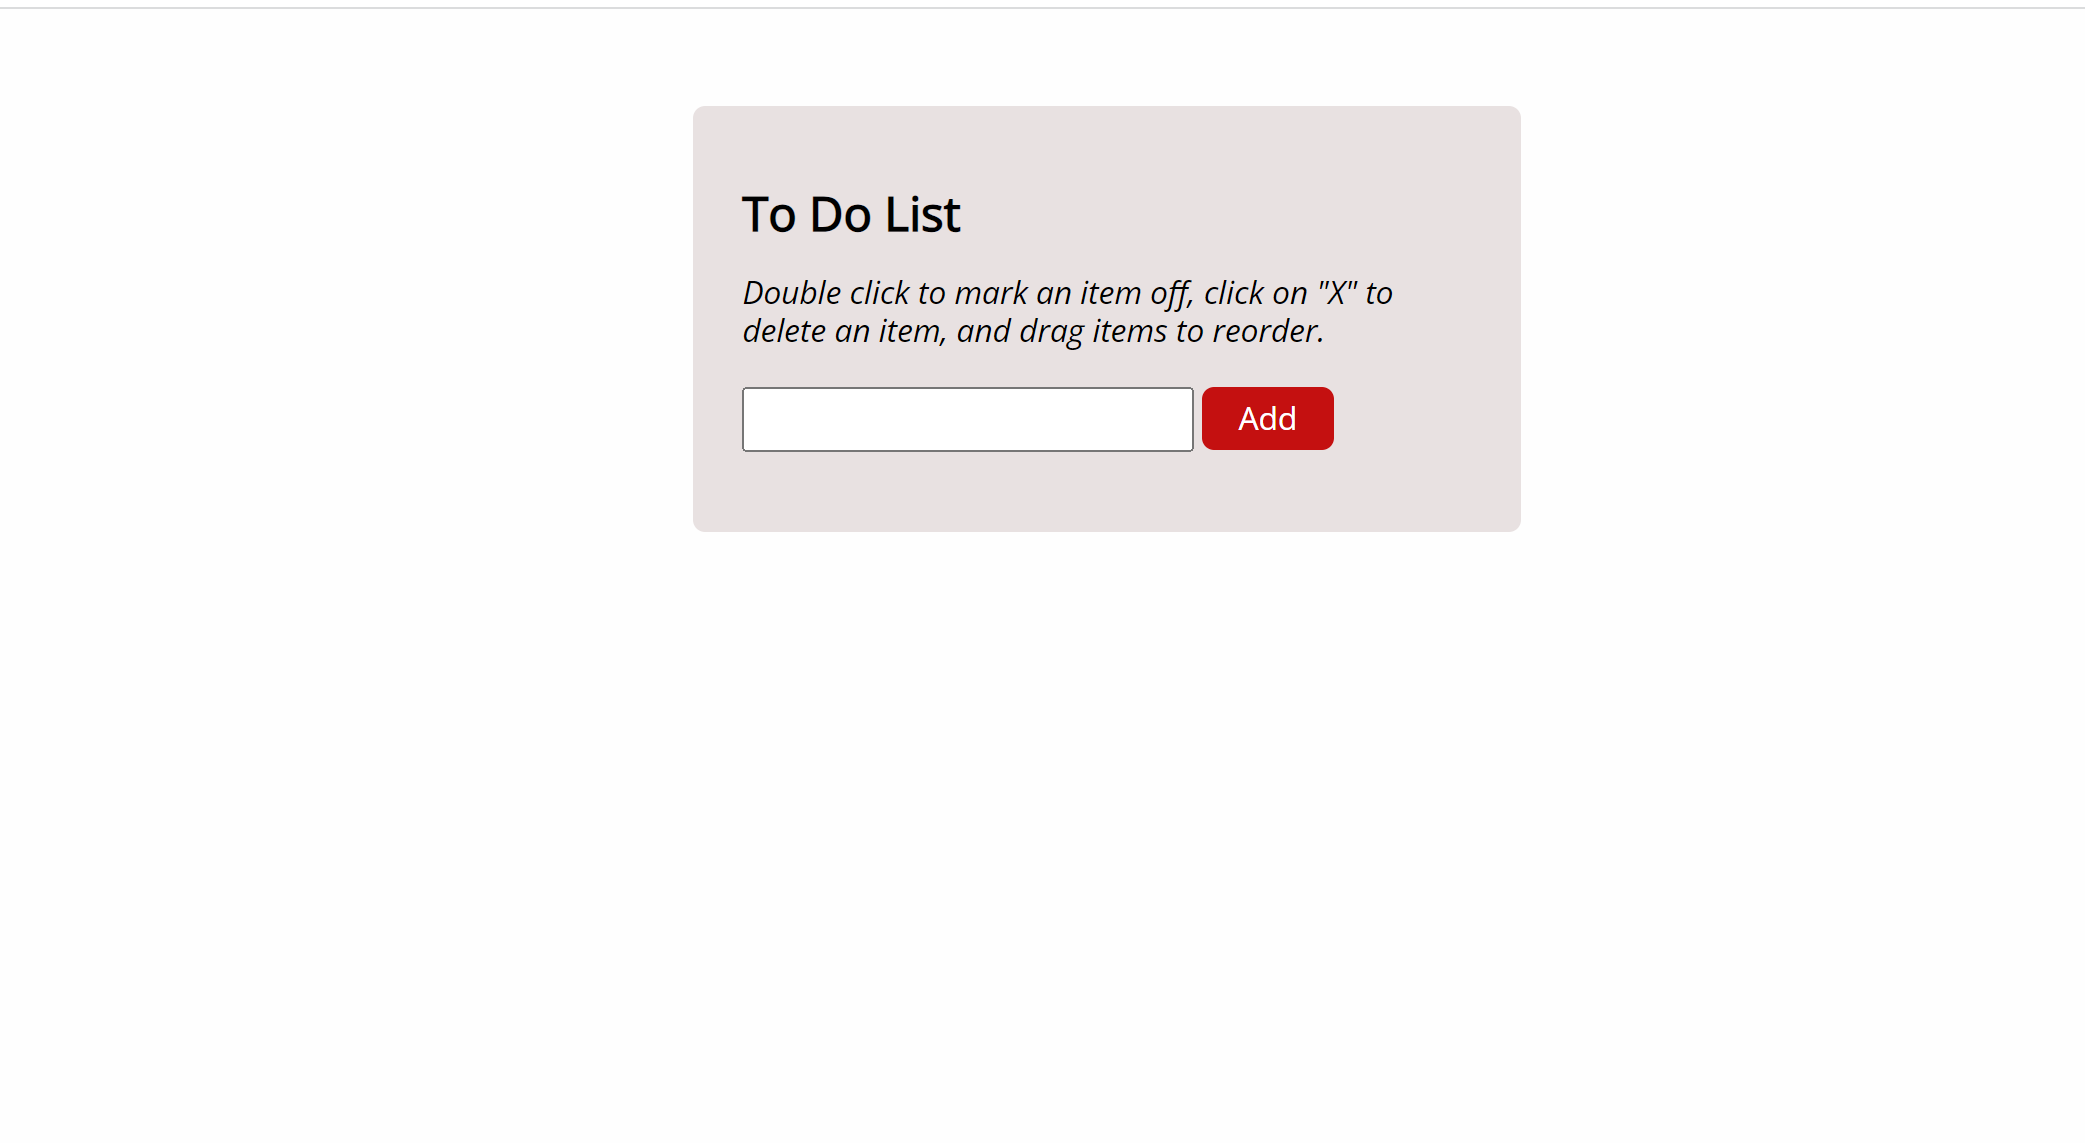 To Do List
Double click to mark an item off, click on "X" to
delete an item, and drag items to reorder.
Add